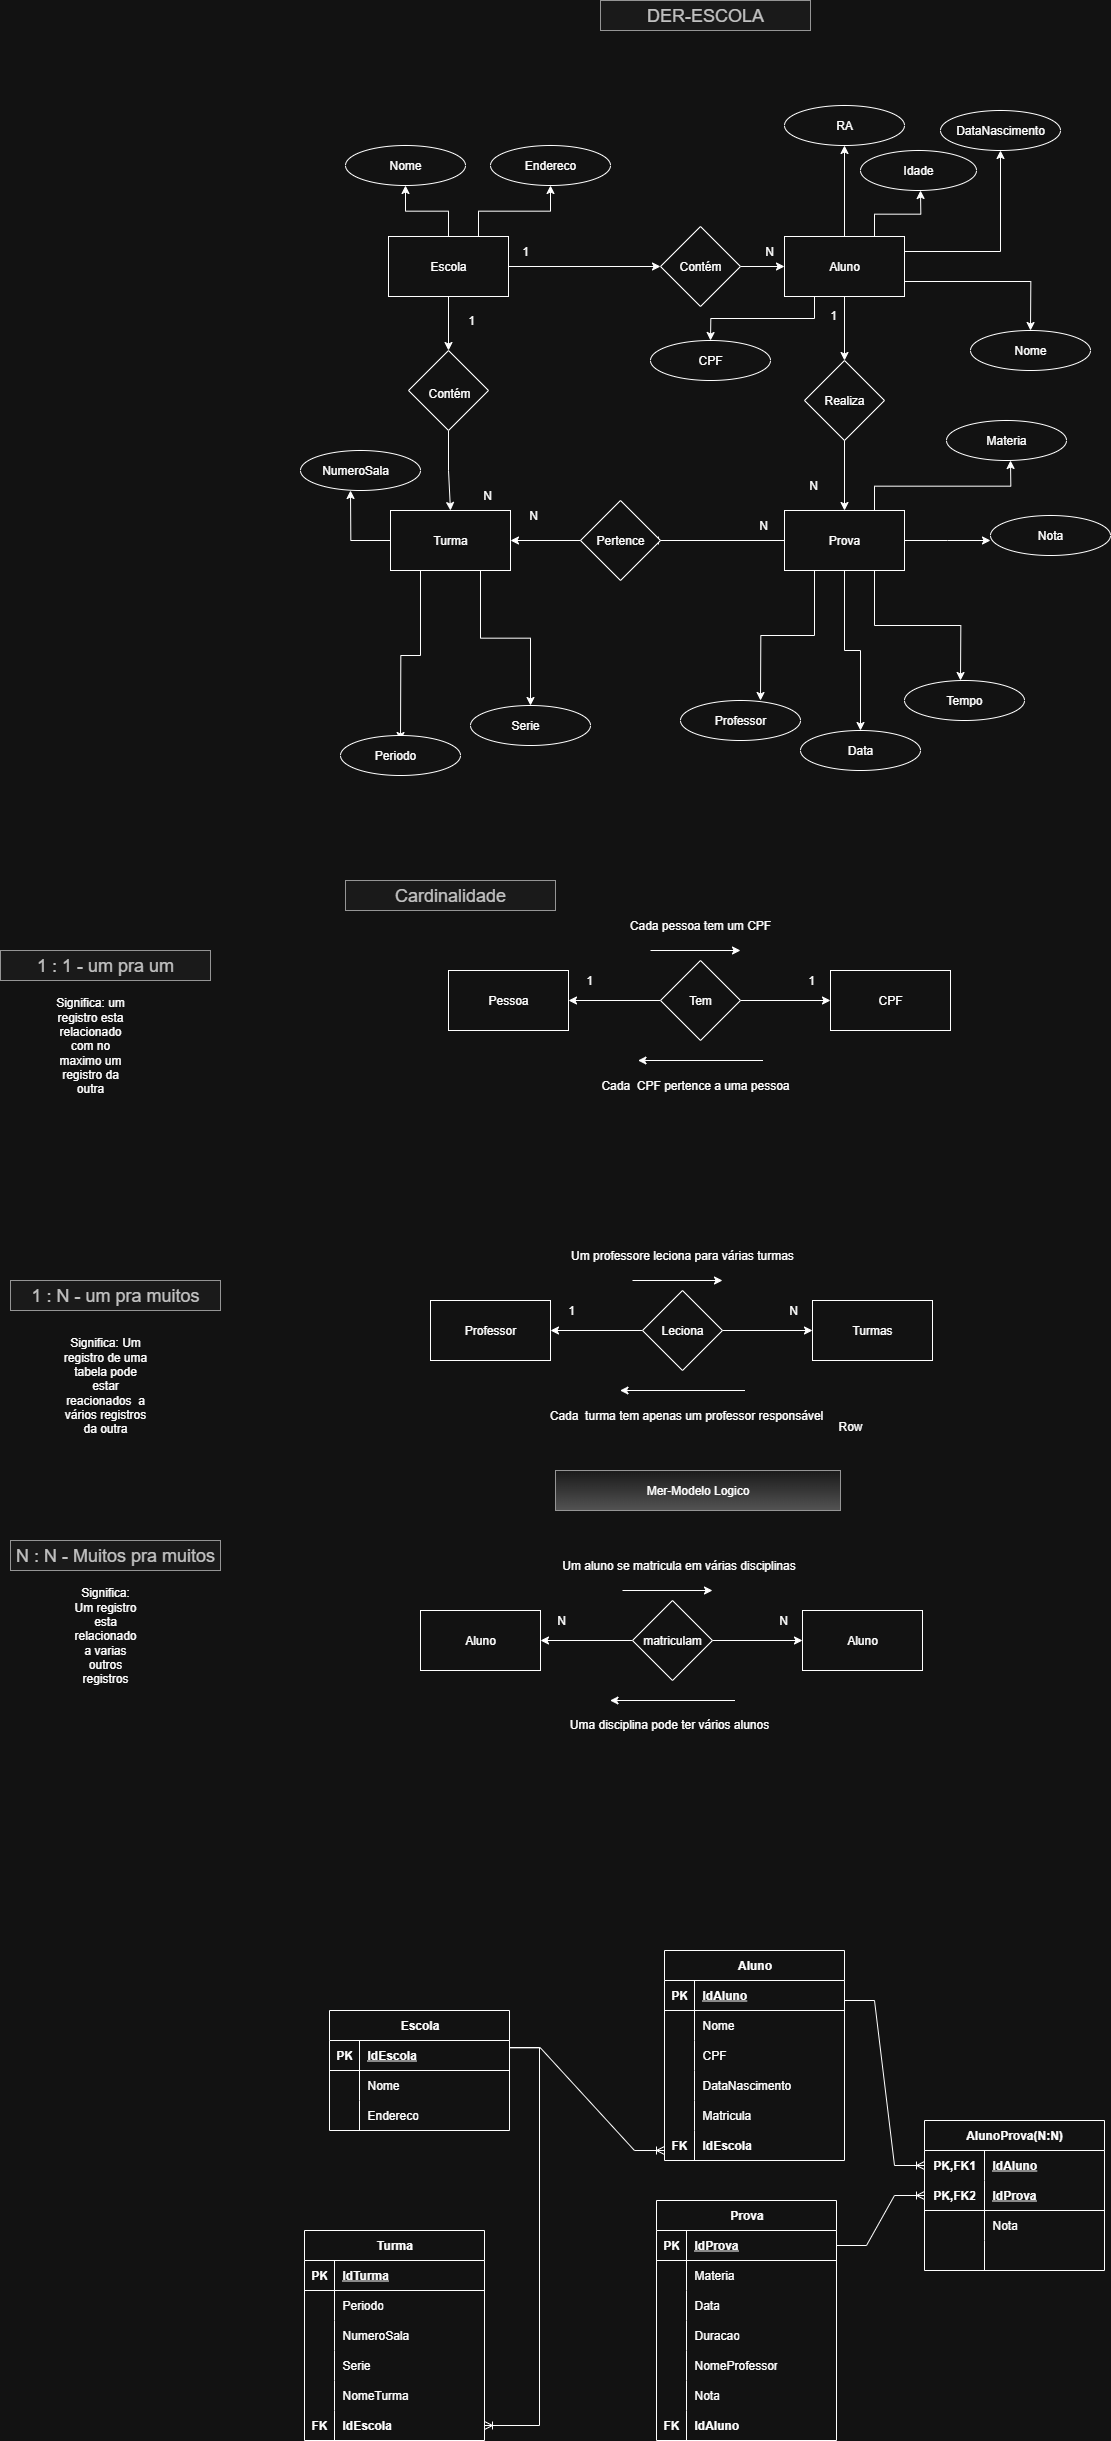 DER-ESCOLA
RA
DataNascimento
Nome
Endereco
Idade
1
N
Escola
Contém
Aluno
1
1
Nome
CPF
Contém
Realiza
Materia
NumeroSala
N
N
N
N
Turma
Pertence
Prova
Nota
Professor
Tempo
Serie
Data
Periodo
Cardinalidade
Cada pessoa tem um CPF
1 : 1 - um pra um
1
1
Pessoa
Tem
CPF
Significa: um
registro esta
relacionado
com no
maximo um
registro da
outra
Cada  CPF pertence a uma pessoa
Um professore leciona para várias turmas
1 : N - um pra muitos
1
N
Professor
Leciona
Turmas
Significa: Um
registro de uma
tabela pode
estar
reacionados  a
vários registros
da outra
Cada  turma tem apenas um professor responsável
Row
Mer-Modelo Logico
N : N - Muitos pra muitos
Um aluno se matricula em várias disciplinas
Significa:
Um registro
esta
relacionado
a varias
outros
registros
N
N
Aluno
matriculam
Aluno
Uma disciplina pode ter vários alunos
Aluno
PK IdAluno
Nome
CPF
DataNascimento
Matricula
FK IdEscola
Escola
PK IdEscola
Nome
Endereco
AlunoProva(N:N)
PK,FK1 IdAluno
PK,FK2 IdProva
Nota
Prova
PK IdProva
Materia
Data
Duracao
NomeProfessor
Nota
FK IdAluno
Turma
PK IdTurma
Periodo
NumeroSala
Serie
NomeTurma
FK IdEscola